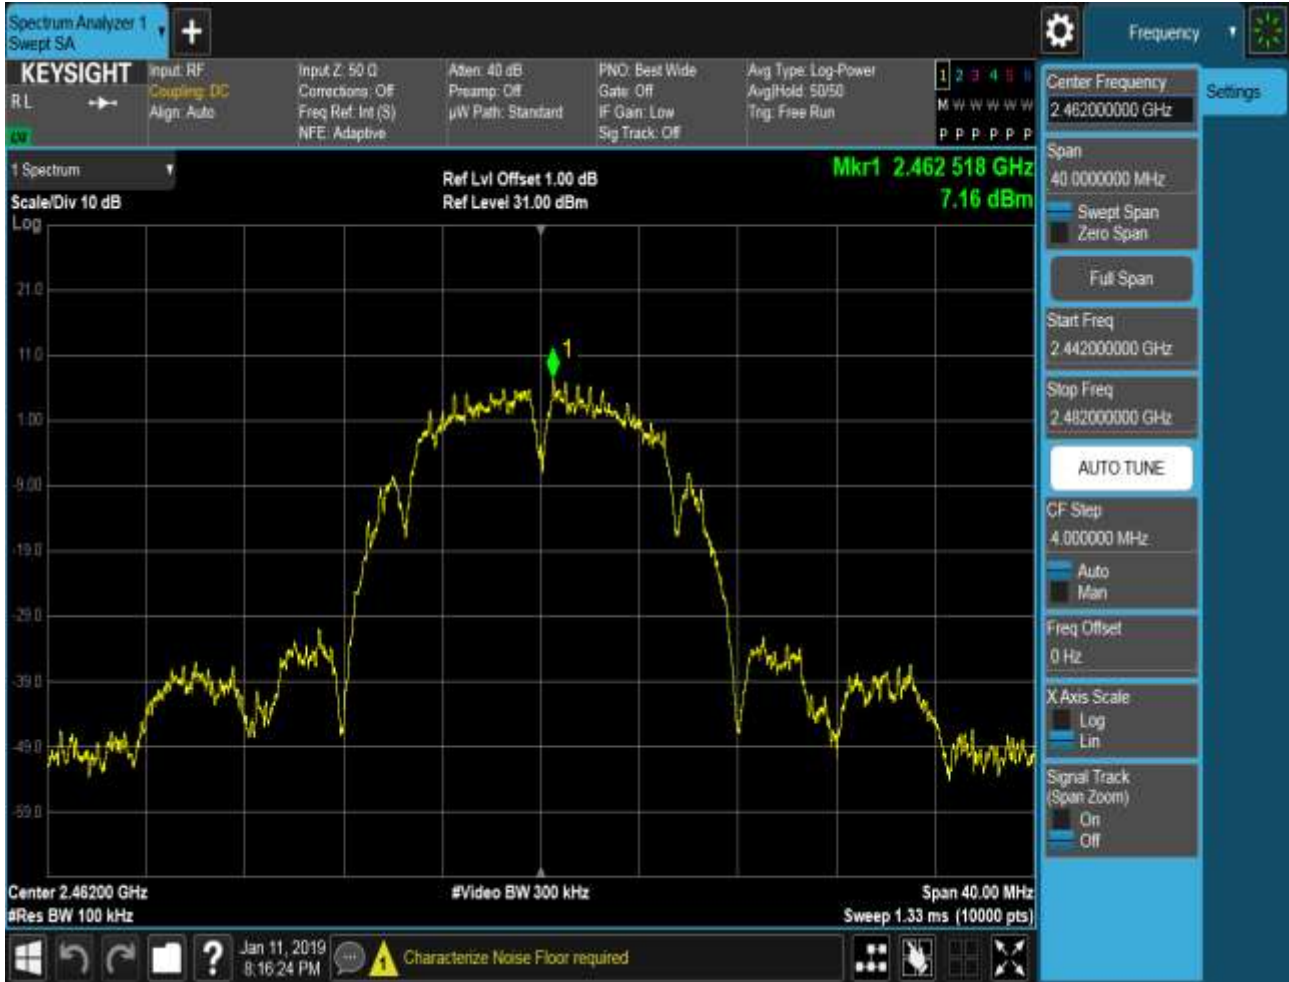 Spectrum Analyzer 1
Swept SA
Frequency
KEYSIGHT
RL
Input: RF
Coupling: DC
Align: Auto
Input Z: 50 Ω
Corrections: Off
Freq Ref: Int (S)
NFE: Adaptive
Atten: 40 dB
Preamp: Off
µW Path: Standard
PNO: Best Wide
Gate: Off
IF Gain: Low
Sig Track: Off
Avg Type: Log-Power
Avg|Hold: 50/50
Trig: Free Run
1 2 3 4 5 6
M W W W W W
P P P P P P
1 Spectrum
Scale/Div 10 dB
Log
Ref Lvl Offset 1.00 dB
Ref Level 31.00 dBm
Mkr1 2.462 518 GHz
7.16 dBm
21.0
11.0
1.00
-9.00
-19.0
-29.0
-39.0
-49.0
-59.0
1
Center 2.46200 GHz
#Res BW 100 kHz
#Video BW 300 kHz
Span 40.00 MHz
Sweep 1.33 ms (10000 pts)
Center Frequency
2.462000000 GHz
Settings
Span
40.0000000 MHz
Swept Span
Zero Span
Full Span
Start Freq
2.442000000 GHz
Stop Freq
2.482000000 GHz
AUTO TUNE
CF Step
4.000000 MHz
Auto
Man
Freq Offset
0 Hz
X Axis Scale
Log
Lin
Signal Track
(Span Zoom)
On
Off
?
Jan 11, 2019
8:16:24 PM
1
Characterize Noise Floor required